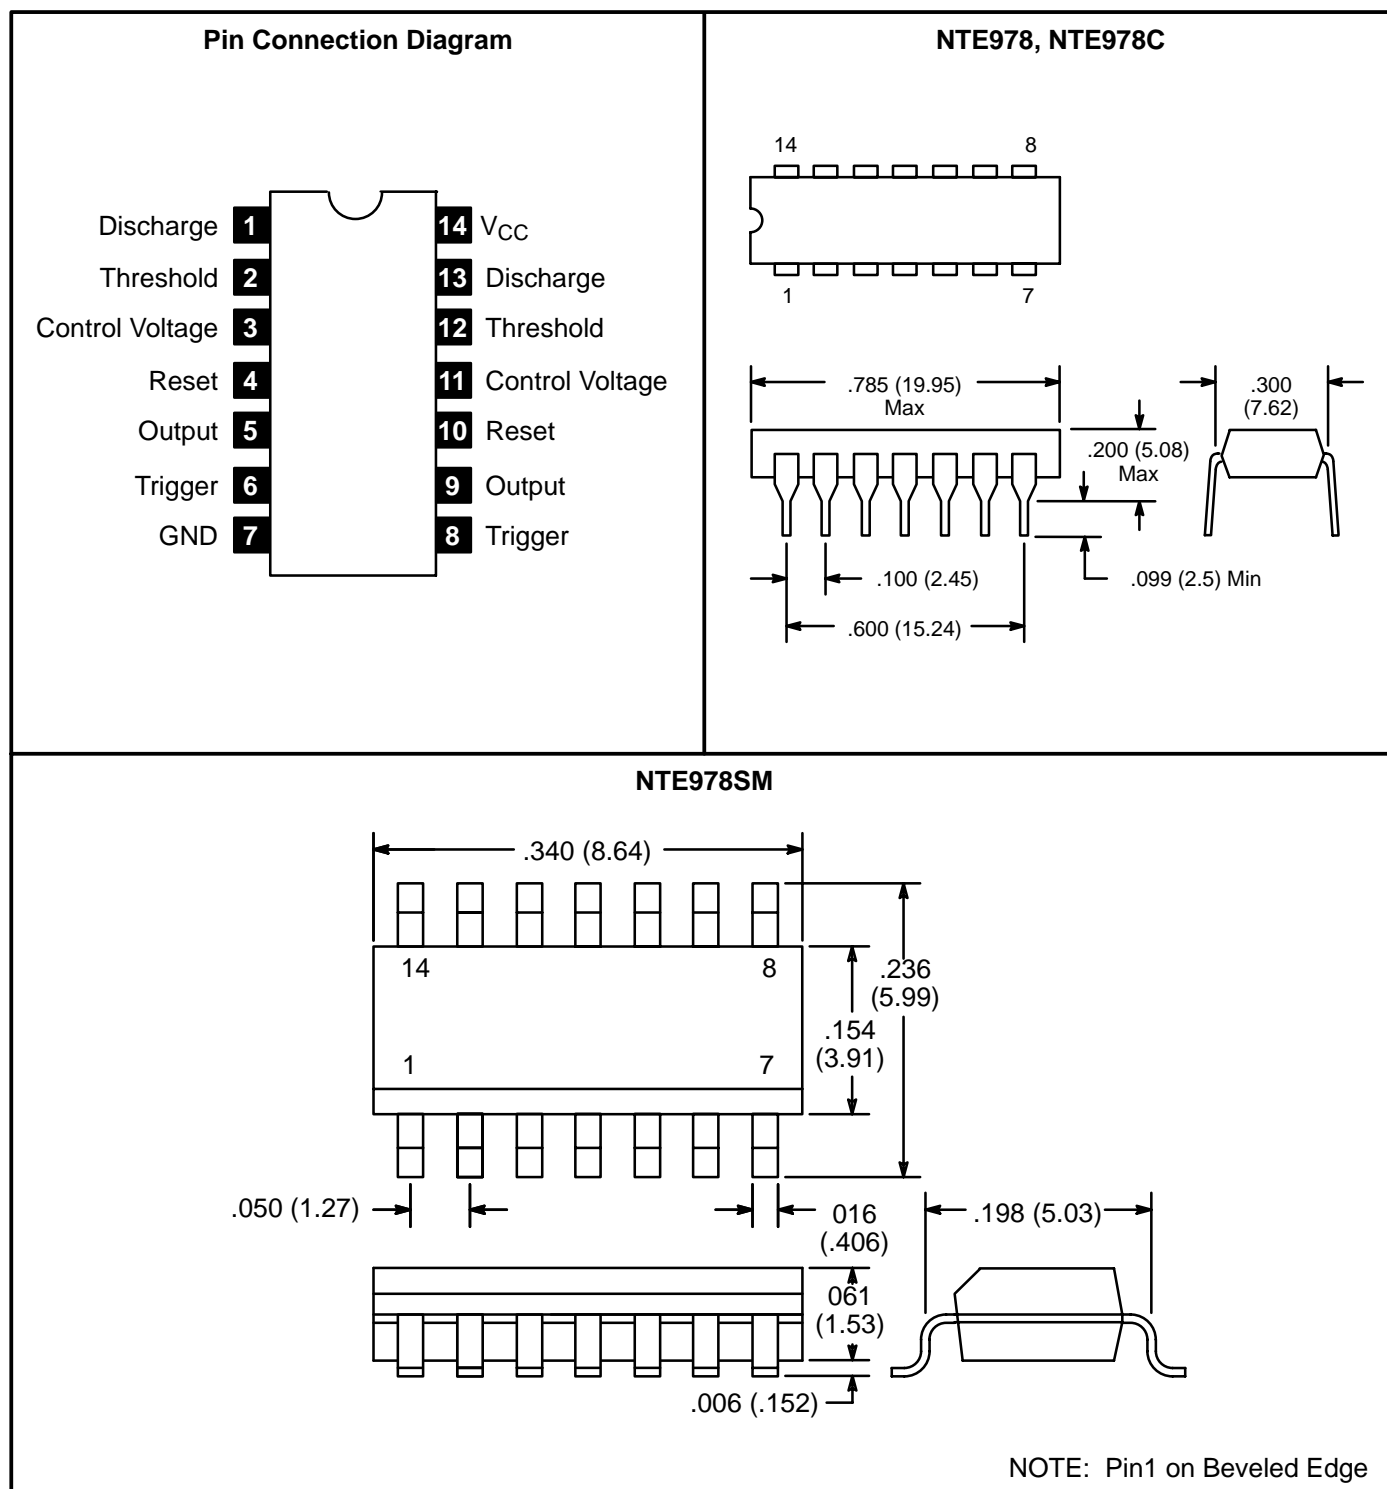 Pin Connection Diagram
Discharge 1
Threshold 2
Control Voltage 3
Reset 4
Output 5
Trigger 6
GND 7
14 VCC
13 Discharge
12 Threshold
11 Control Voltage
10 Reset
9 Output
8 Trigger
NTE978, NTE978C
14 8
1 7
.785 (19.95)
Max
.300
(7.62)
.200 (5.08)
Max
.100 (2.45)
.099 (2.5) Min
.600 (15.24)
NTE978SM
.340 (8.64)
14 8
.236
(5.99)
.154
(3.91)
1 7
.050 (1.27)
016
(.406)
.198 (5.03)
061
(1.53)
.006 (.152)
NOTE: Pin1 on Beveled Edge